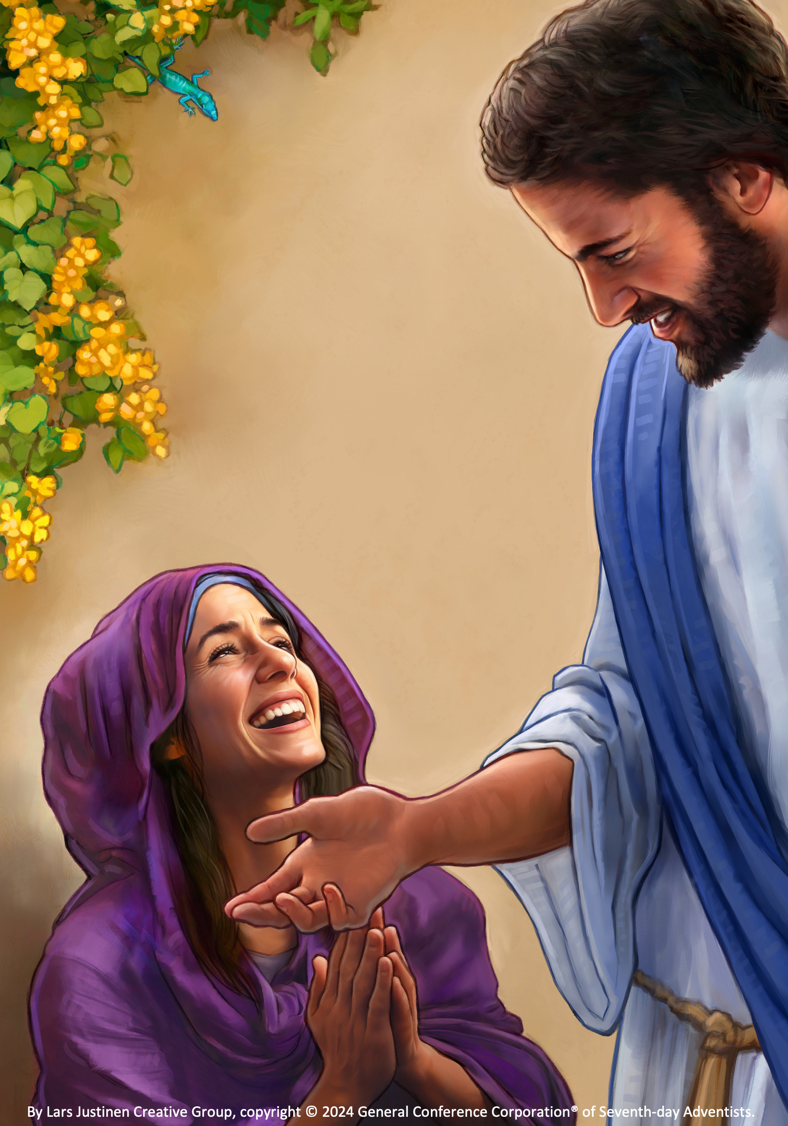 By Lars Justinen Creative Group, copyright © 2024 General Conference Corporation® of Seventh-day Adventists.